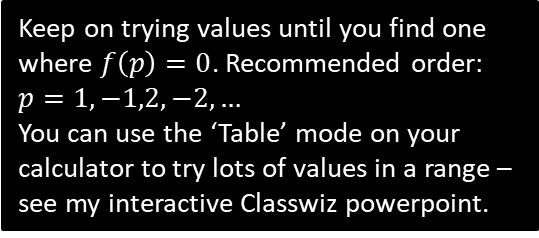 Keep on trying values until you find one
where f(p) = 0. Recommended order:
p = 1, −1,2, −2, ...
You can use the ‘Table’ mode on your
calculator to try lots of values in a range –
see my interactive Classwiz powerpoint.